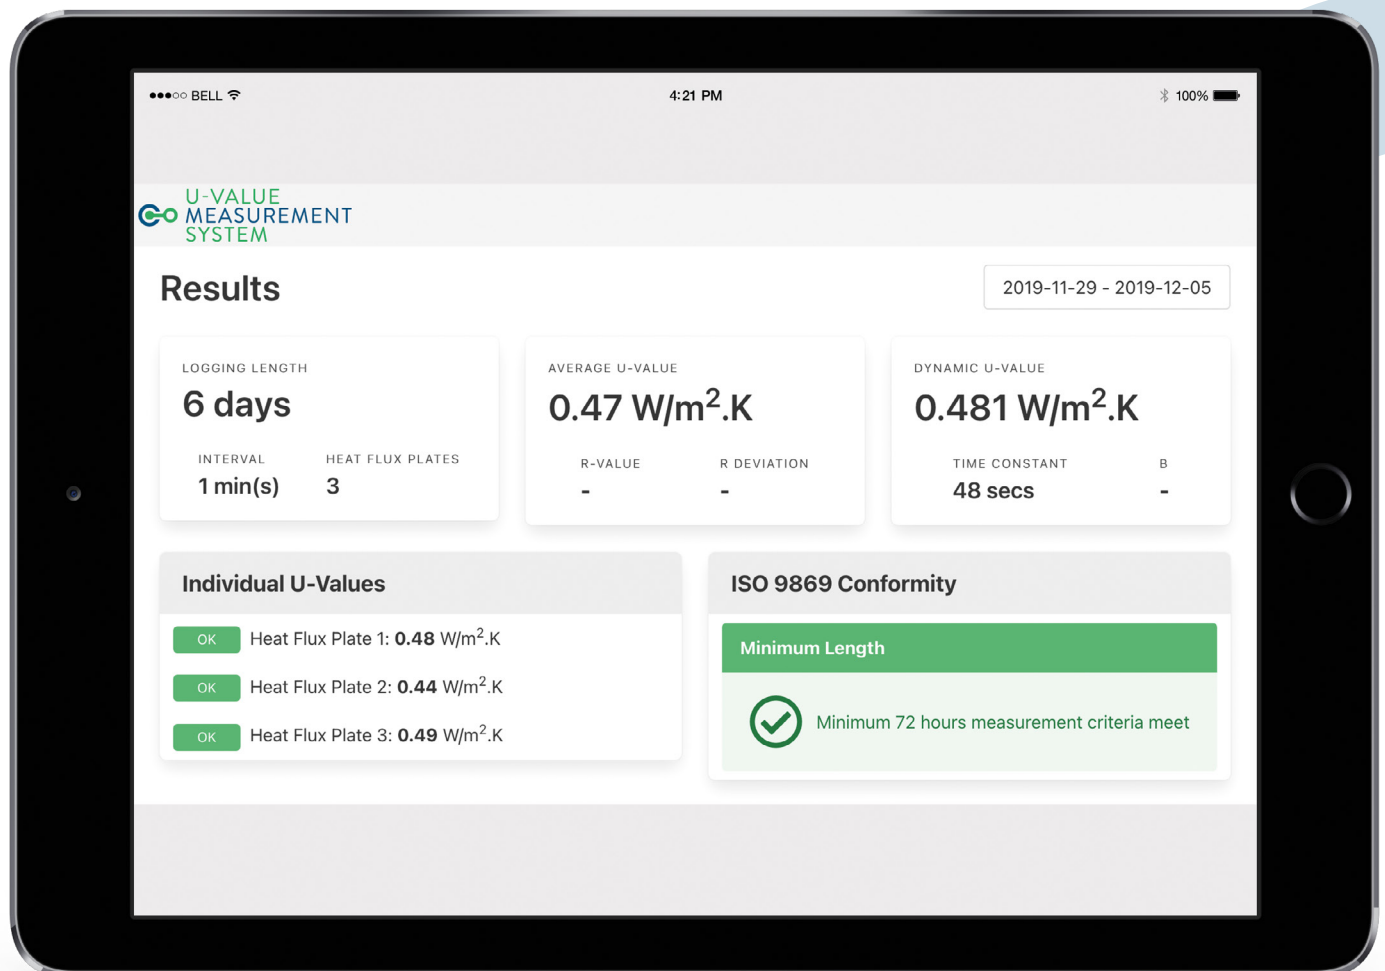 ●●●○○ BELL
4:21 PM
100%
U-VALUE
MEASUREMENT
SYSTEM
Results
2019-11-29 - 2019-12-05
LOGGING LENGTH
6 days
INTERVAL
HEAT FLUX PLATES
1 min(s)
3
AVERAGE U-VALUE
0.47 W/m².K
R-VALUE
R DEVIATION
-
-
DYNAMIC U-VALUE
0.481 W/m².K
TIME CONSTANT
B
48 secs
-
Individual U-Values
OK Heat Flux Plate 1: 0.48 W/m².K
OK Heat Flux Plate 2: 0.44 W/m².K
OK Heat Flux Plate 3: 0.49 W/m².K
ISO 9869 Conformity
Minimum Length
Minimum 72 hours measurement criteria meet